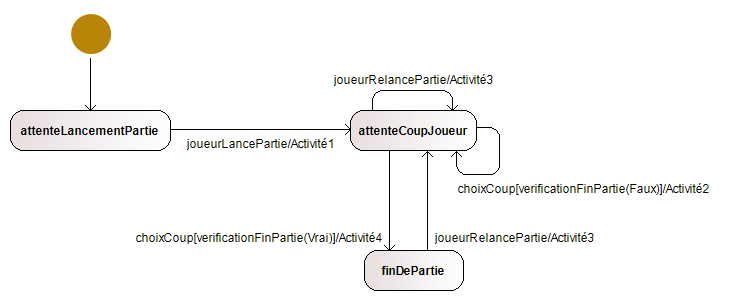 joueurRelancePartie/Activité3
attenteLancementPartie
attenteCoupJoueur
joueurLancePartie/Activité1
choixCoup[verificationFinPartie(Faux)]/Activité2
choixCoup[verificationFinPartie(Vrai)]/Activité4
joueurRelancePartie/Activité3
finDePartie